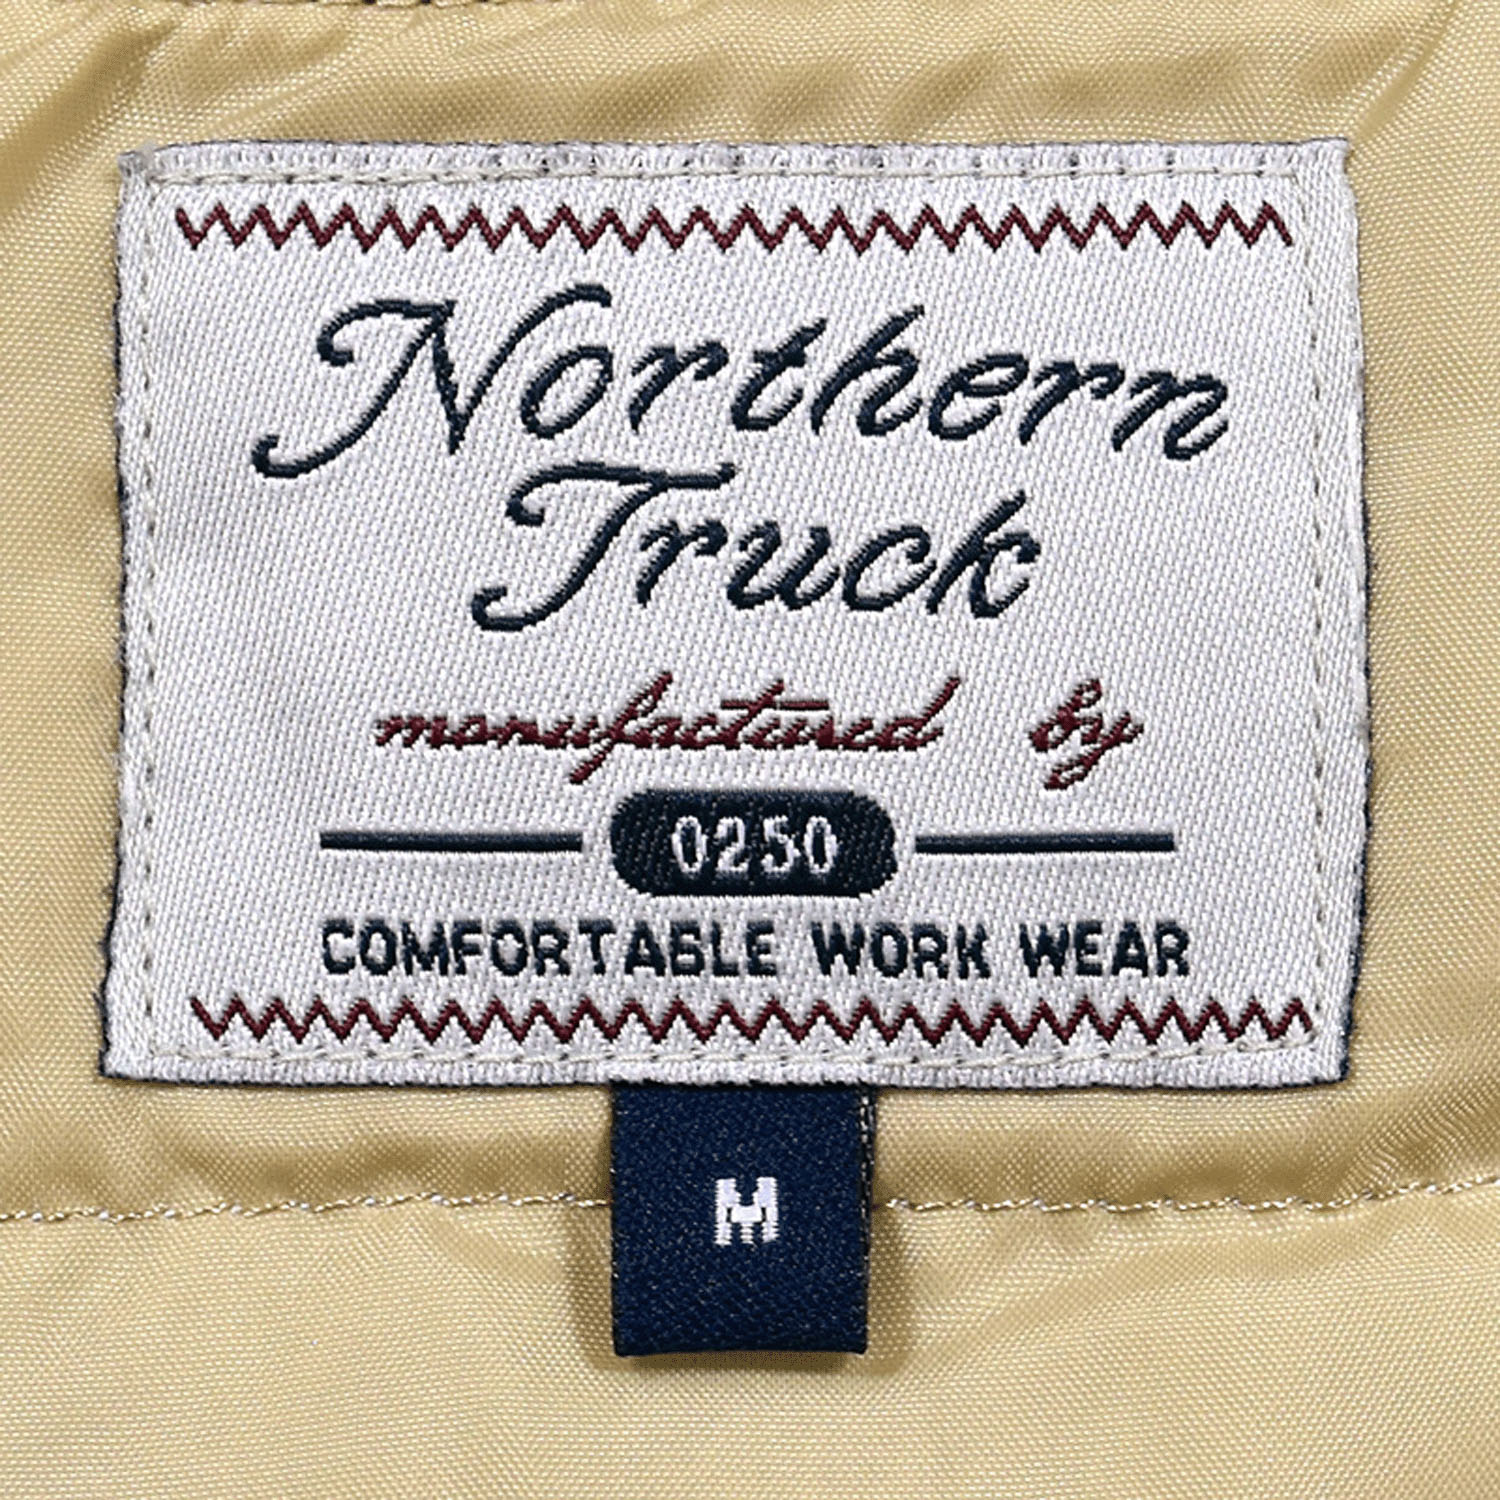 Northern
Truck
manufactured by
0250
COMFORTABLE WORK WEAR
M